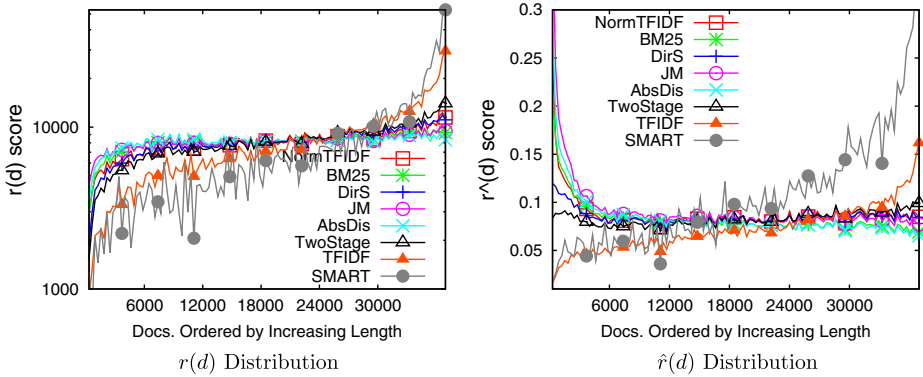 r(d) score
10000
1000
NormTFIDF
BM25
DirS
JM
AbsDis
TwoStage
TFIDF
SMART
6000 12000 18000 24000 30000
Docs. Ordered by Increasing Length
r(d) Distribution
r^(d) score
0.3
0.25
0.2
0.15
0.1
0.05
NormTFIDF
BM25
DirS
JM
AbsDis
TwoStage
TFIDF
SMART
6000 12000 18000 24000 30000
Docs. Ordered by Increasing Length
r̂(d) Distribution